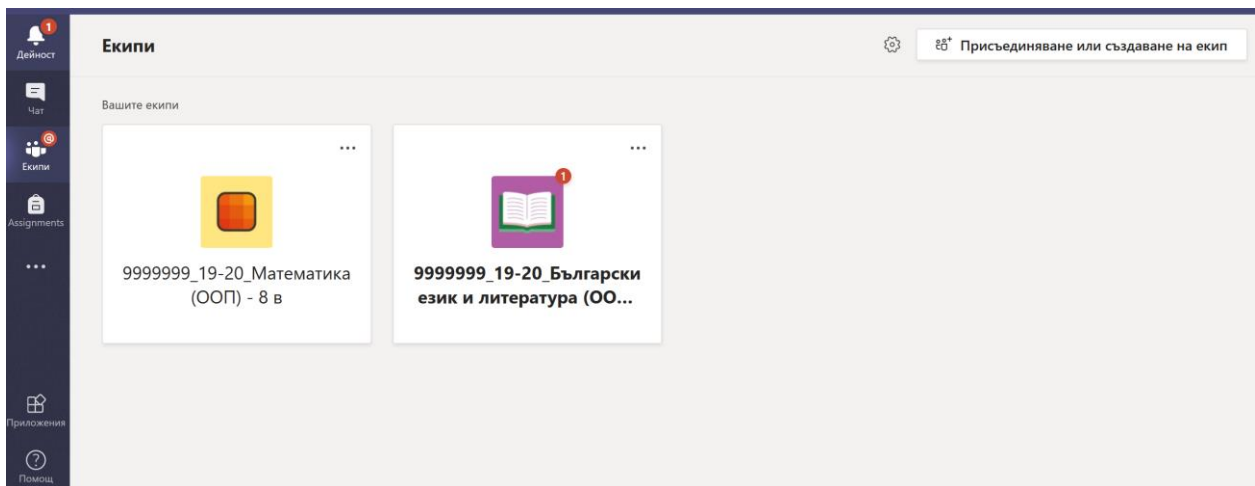 1
Дейност
Чат
@
Екипи
Assignments
Приложения
Помощ
Екипи
Присъединяване или създаване на екип
Вашите екипи
9999999_19-20_Математика
(ООП) - 8 в
1
9999999_19-20_Български
език и литература (ОО...